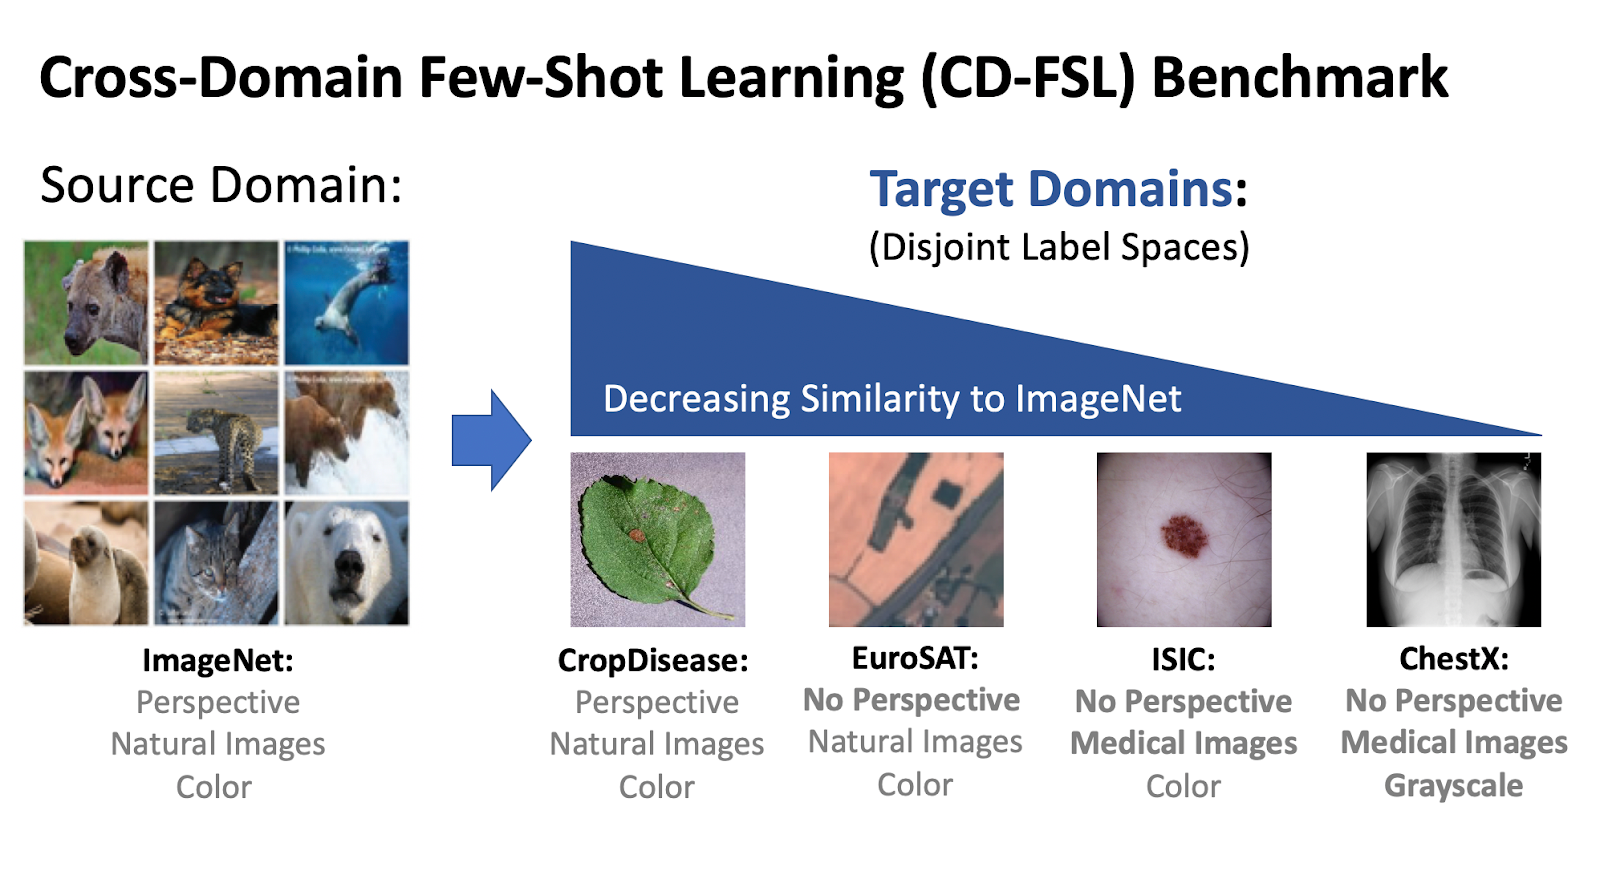 Cross-Domain Few-Shot Learning (CD-FSL) Benchmark
Source Domain:
Target Domains:
(Disjoint Label Spaces)
Decreasing Similarity to ImageNet
ImageNet:
Perspective
Natural Images
Color
CropDisease:
Perspective
Natural Images
Color
EuroSAT:
No Perspective
Natural Images
Color
ISIC:
No Perspective
Medical Images
Color
ChestX:
No Perspective
Medical Images
Grayscale